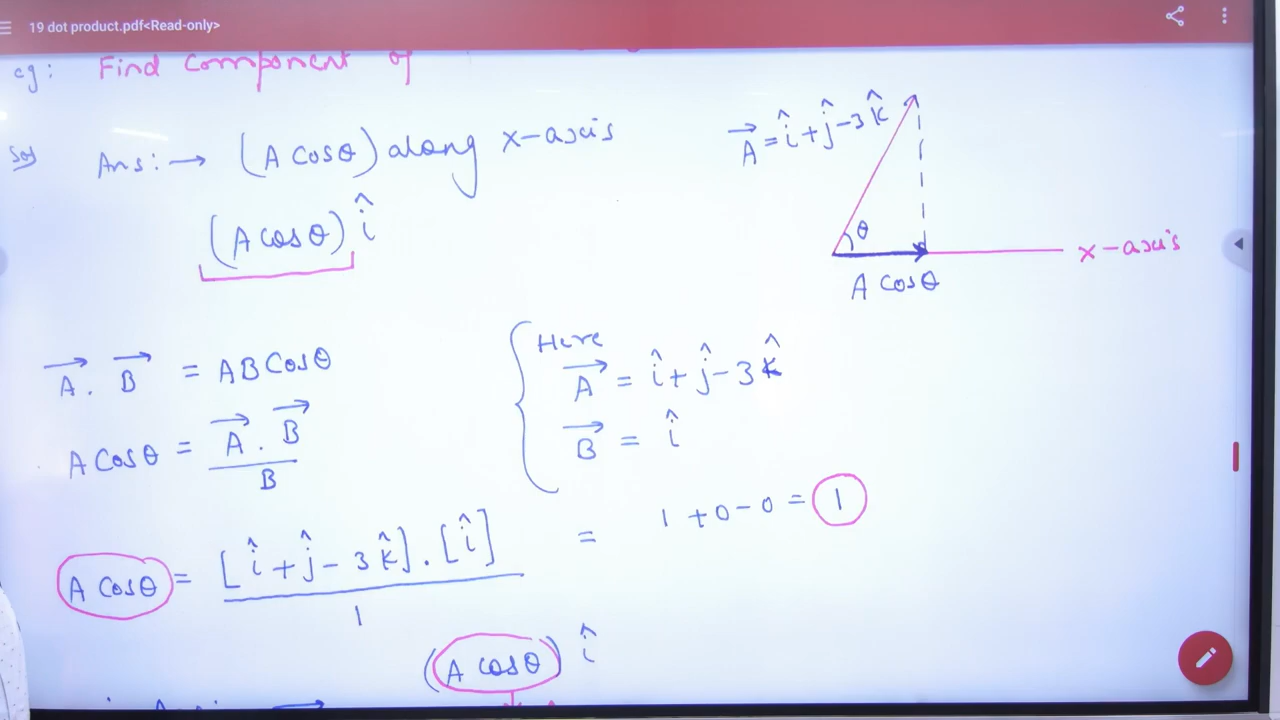 19 dot product.pdf<Read-only>
eg: Find component of
Sol Ans: → (A Cosθ) along x-axis
(A Cosθ) î
A⃗ = î + ĵ - 3k̂
θ
x-axis
A Cosθ
A⃗ . B⃗ = AB Cosθ
A Cosθ = A⃗ . B⃗ / B
Here
A⃗ = î + ĵ - 3k̂
B⃗ = î
A Cosθ = [î + ĵ - 3k̂] . [î] / 1 = 1 + 0 - 0 = 1
(A Cosθ) î